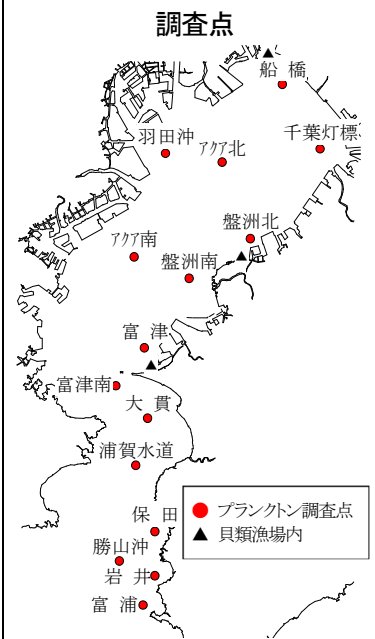 調査点
船橋
羽田沖
アクア北
千葉灯標
盤洲北
アクア南
盤洲南
富津
富津南
大貫
浦賀水道
保田
勝山沖
岩井
富浦
プランクトン調査点
貝類漁場内